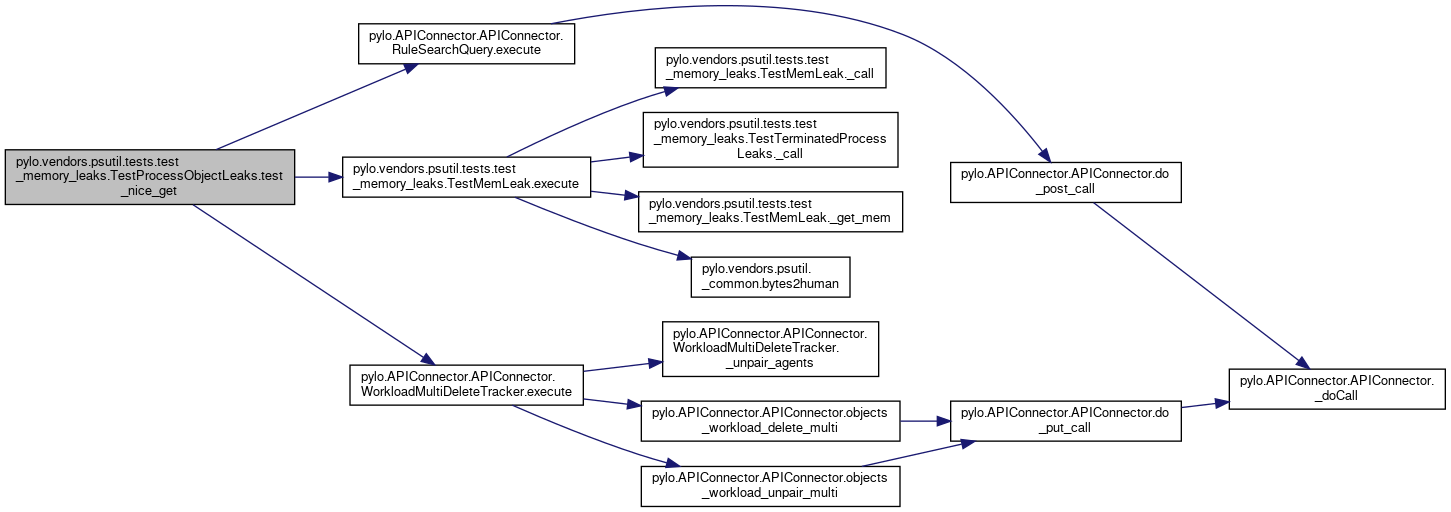 pylo.vendors.psutil.tests.test
_memory_leaks.TestProcessObjectLeaks.test
_nice_get
pylo.APIConnector.APIConnector.
RuleSearchQuery.execute
pylo.vendors.psutil.tests.test
_memory_leaks.TestMemLeak.execute
pylo.APIConnector.APIConnector.
WorkloadMultiDeleteTracker.execute
pylo.vendors.psutil.tests.test
_memory_leaks.TestMemLeak._call
pylo.vendors.psutil.tests.test
_memory_leaks.TestTerminatedProcess
Leaks._call
pylo.vendors.psutil.tests.test
_memory_leaks.TestMemLeak._get_mem
pylo.vendors.psutil.
_common.bytes2human
pylo.APIConnector.APIConnector.
WorkloadMultiDeleteTracker.
_unpair_agents
pylo.APIConnector.APIConnector.objects
_workload_delete_multi
pylo.APIConnector.APIConnector.objects
_workload_unpair_multi
pylo.APIConnector.APIConnector.do
_post_call
pylo.APIConnector.APIConnector.do
_put_call
pylo.APIConnector.APIConnector.
_doCall